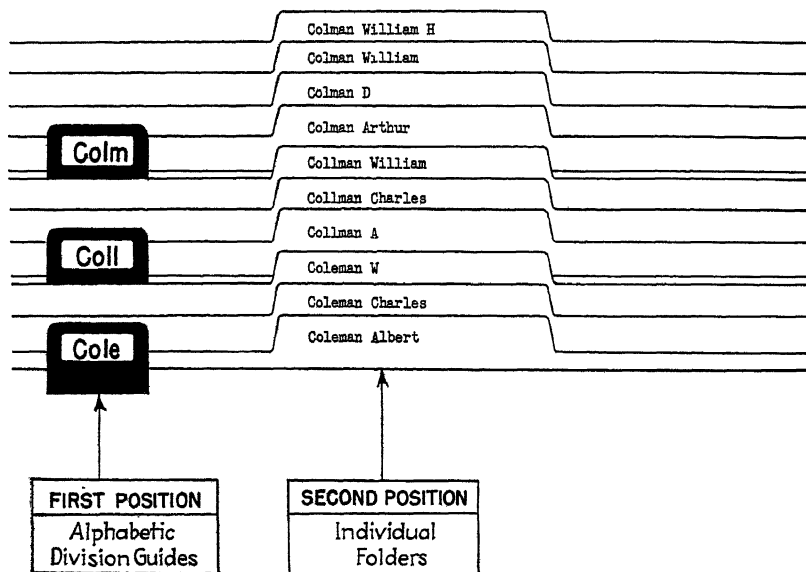 Colman William H
Colman William
Colman D
Colman Arthur
Colm
Collman William
Collman Charles
Collman A
Coll
Coleman W
Coleman Charles
Cole
Coleman Albert
FIRST POSITION
Alphabetic
Division Guides
SECOND POSITION
Individual
Folders